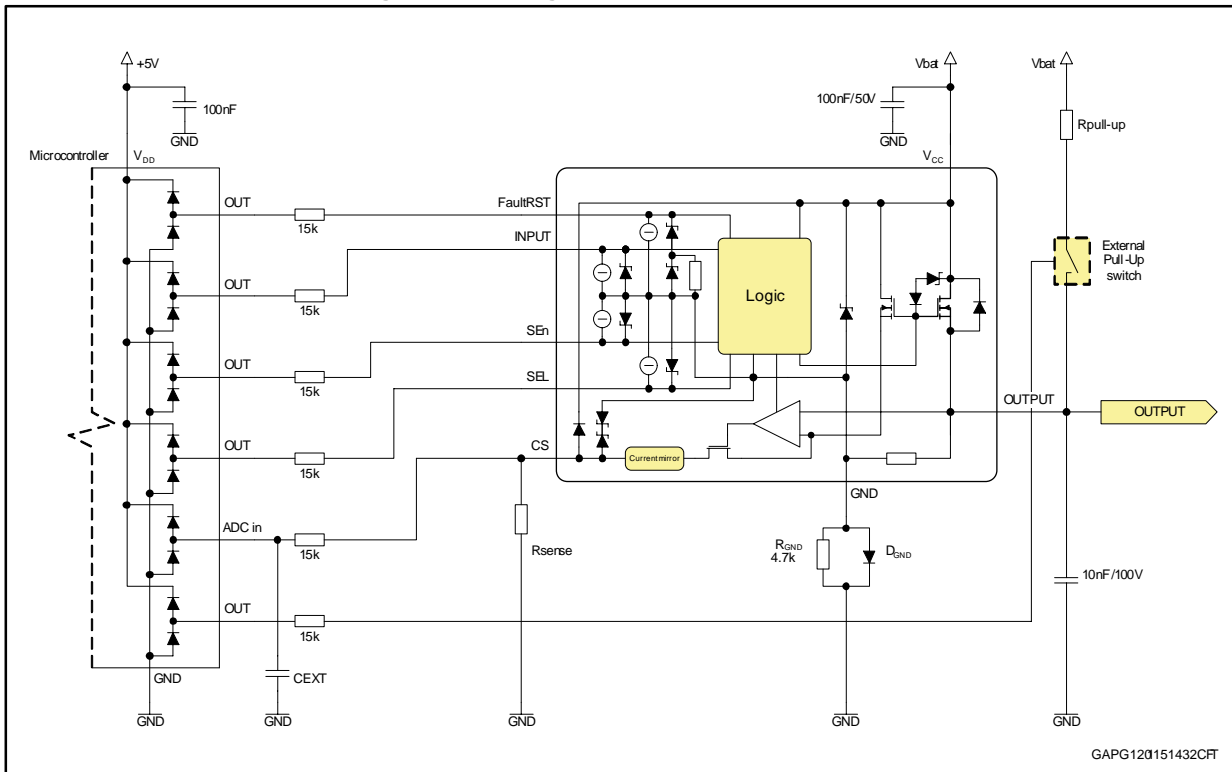 +5V
Vbat
Vbat
100nF
100nF/50V
GND
GND
Rpull-up
Microcontroller
VDD
VCC
OUT
FaultRST
15k
INPUT
External
Pull-Up
switch
OUT
15k
Logic
SEn
OUT
15k
SEL
OUTPUT
OUTPUT
OUT
15k
CS
Current mirror
GND
ADC in
15k
Rsense
RGND
4.7k
DGND
10nF/100V
OUT
15k
GND
CEXT
GND
GND
GND
GND
GND
GAPG1201151432CFT